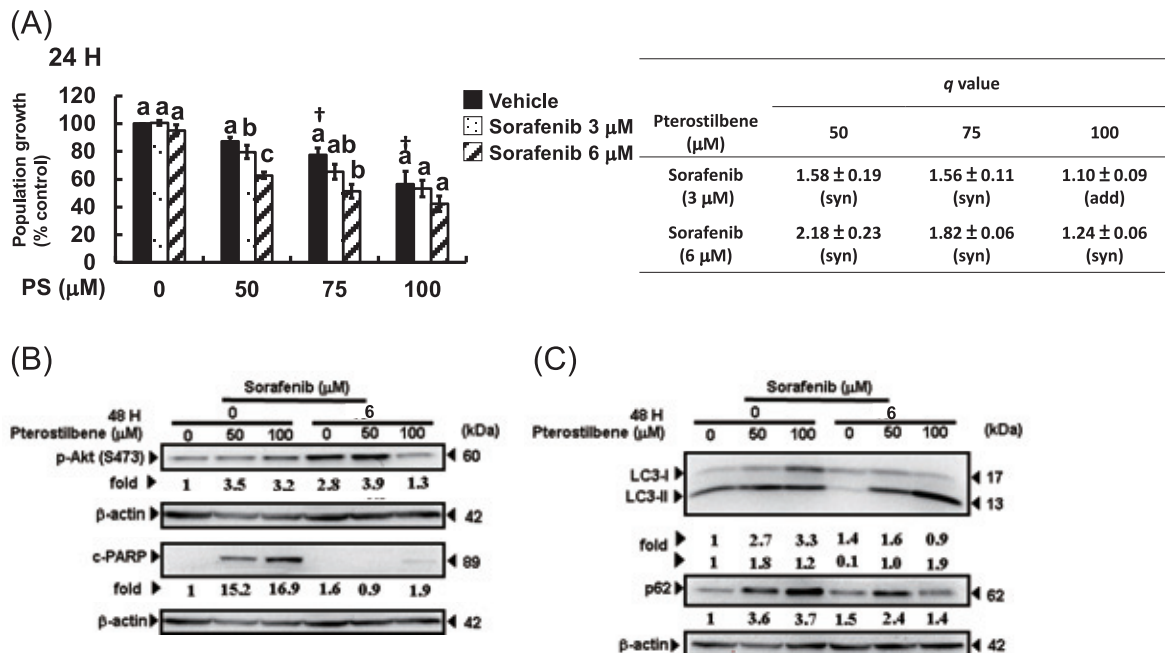 (A)
24 H
Population growth
(% control)
120
100
80
60
40
20
0
a a a
a b
c
†
a ab
b
†
a a
a
PS (μM) 0 50 75 100
Vehicle
Sorafenib 3 μM
Sorafenib 6 μM
q value
Pterostilbene
(μM)
50 75 100
Sorafenib
(3 μM)
1.58 ± 0.19
(syn)
1.56 ± 0.11
(syn)
1.10 ± 0.09
(add)
Sorafenib
(6 μM)
2.18 ± 0.23
(syn)
1.82 ± 0.06
(syn)
1.24 ± 0.06
(syn)
(B)
Sorafenib (μM)
48 H 0 6
Pterostilbene (μM) 0 50 100 0 50 100 (kDa)
p-Akt (S473) 60
fold 1 3.5 3.2 2.8 3.9 1.3
β-actin 42
c-PARP 89
fold 1 15.2 16.9 1.6 0.9 1.9
β-actin 42
(C)
Sorafenib (μM)
48 H 0 6
Pterostilbene (μM) 0 50 100 0 50 100 (kDa)
LC3-I 17
LC3-II 13
fold 1 2.7 3.3 1.4 1.6 0.9
1 1.8 1.2 0.1 1.0 1.9
p62 62
1 3.6 3.7 1.5 2.4 1.4
β-actin 42